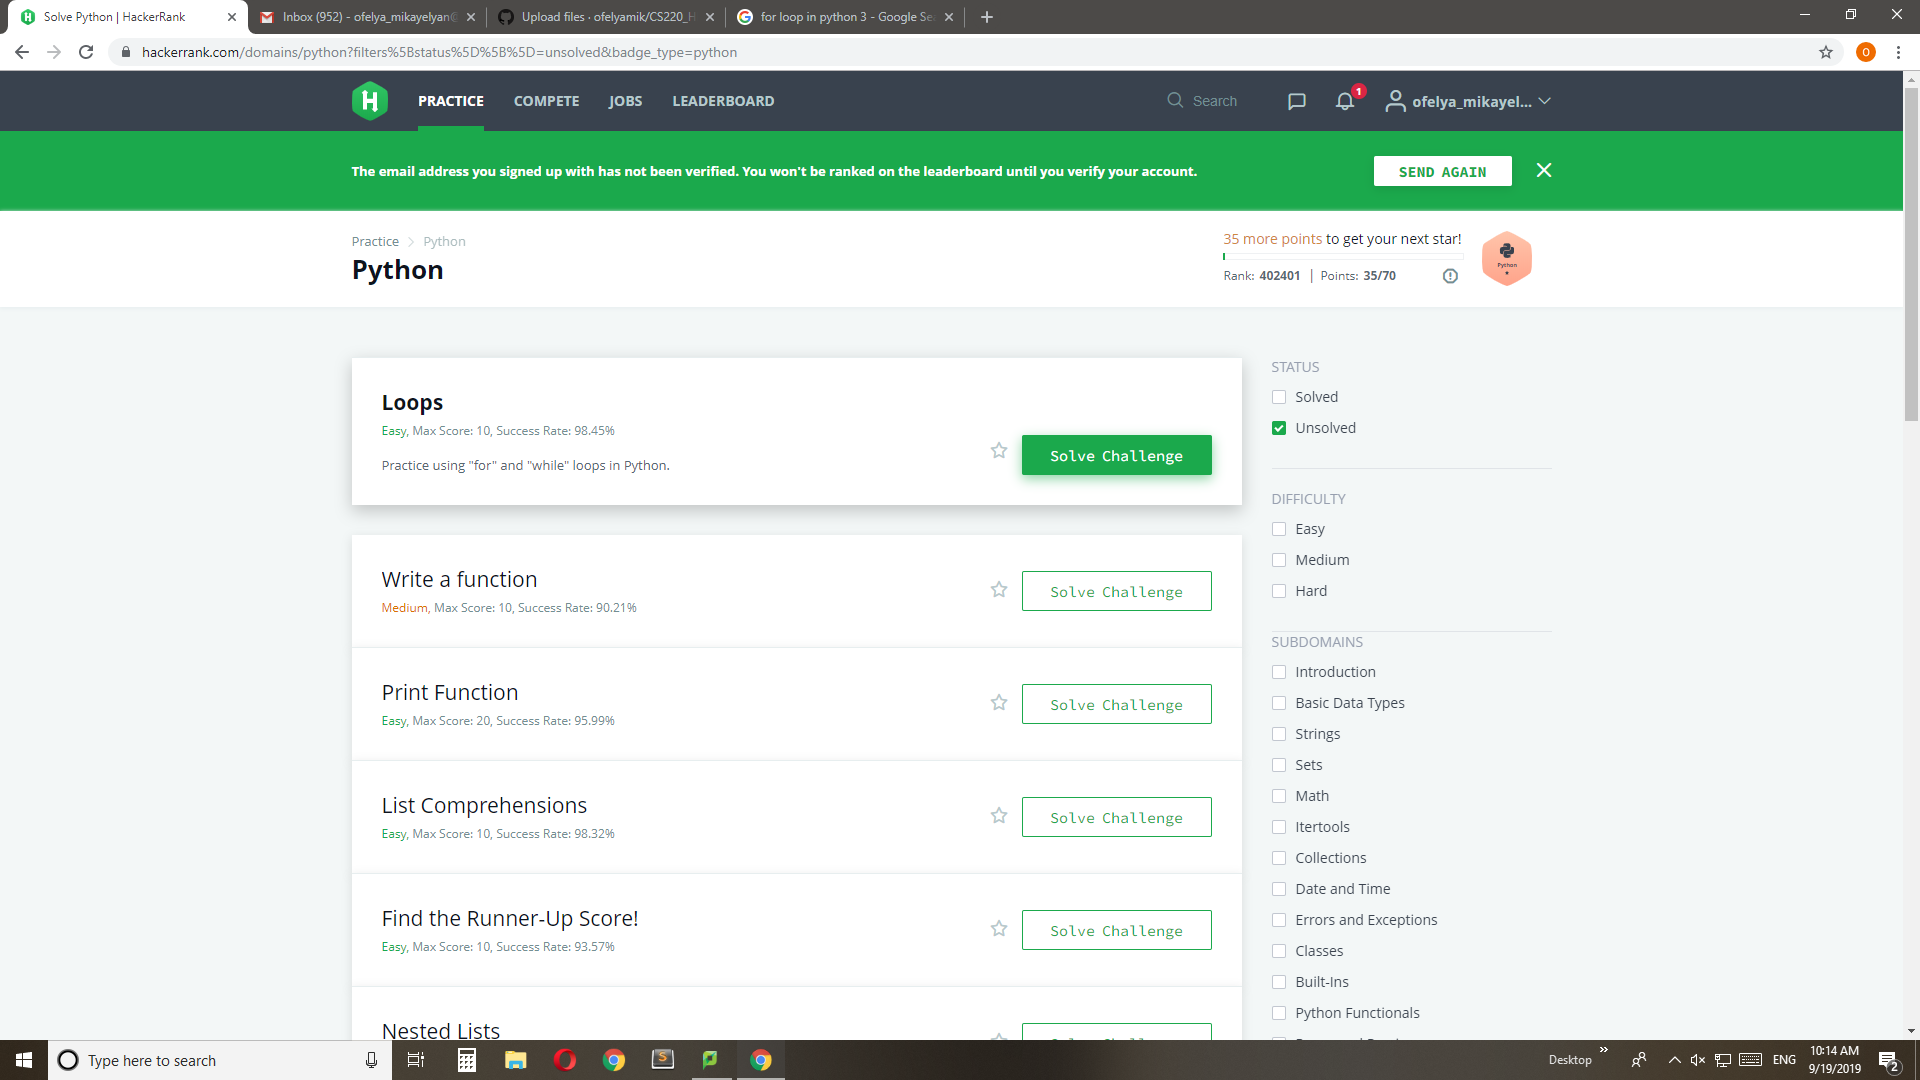 Solve Python | HackerRank
Inbox (952) - ofelya_mikayelyan
Upload files · ofelyamik/CS220_H
for loop in python 3 - Google Se
hackerrank.com/domains/python?filters%5Bstatus%5D%5B%5D=unsolved&badge_type=python
O
H
PRACTICE
COMPETE
JOBS
LEADERBOARD
Search
1
ofelya_mikayel...
The email address you signed up with has not been verified. You won't be ranked on the leaderboard until you verify your account.
SEND AGAIN
Practice
Python
Python
35 more points to get your next star!
Rank: 402401 | Points: 35/70
Python
Loops
Easy, Max Score: 10, Success Rate: 98.45%
Practice using "for" and "while" loops in Python.
Solve Challenge
Write a function
Medium, Max Score: 10, Success Rate: 90.21%
Solve Challenge
Print Function
Easy, Max Score: 20, Success Rate: 95.99%
Solve Challenge
List Comprehensions
Easy, Max Score: 10, Success Rate: 98.32%
Solve Challenge
Find the Runner-Up Score!
Easy, Max Score: 10, Success Rate: 93.57%
Solve Challenge
Nested Lists
STATUS
Solved
Unsolved
DIFFICULTY
Easy
Medium
Hard
SUBDOMAINS
Introduction
Basic Data Types
Strings
Sets
Math
Itertools
Collections
Date and Time
Errors and Exceptions
Classes
Built-Ins
Python Functionals
Type here to search
S
Desktop
ENG
10:14 AM
9/19/2019
2